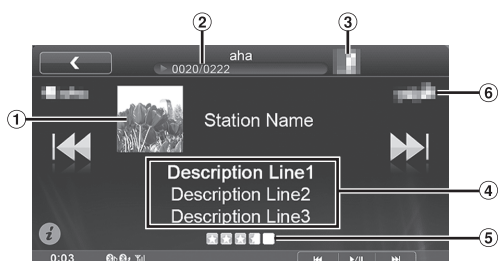 2
3
aha
0020/0222
6
1
Station Name
Description Line1
Description Line2
Description Line3
4
5
i
0:03